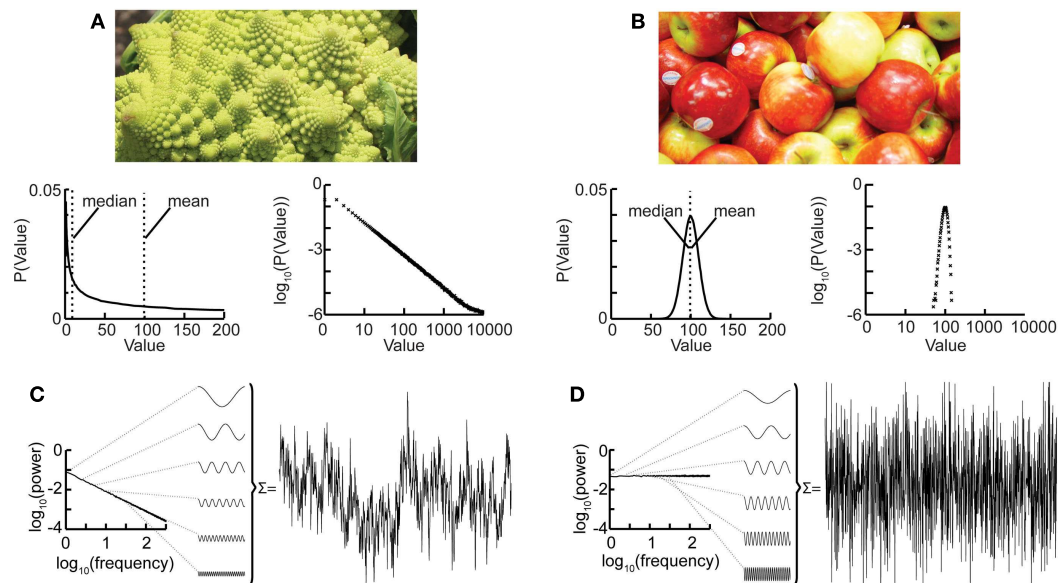 A
0.05
median
mean
P(Value)
0
0
50
100
150
200
Value
0
-3
-6
log10(P(Value))
10
10
100
1000
10000
Value
B
0.05
median
mean
P(Value)
0
0
50
100
150
200
Value
0
-3
-6
log10(P(Value))
0
10
100
1000
10000
Value
C
0
-2
-4
log10(power)
0
1
2
log10(frequency)
Σ=
D
0
-2
-4
log10(power)
0
1
2
log10(frequency)
Σ=